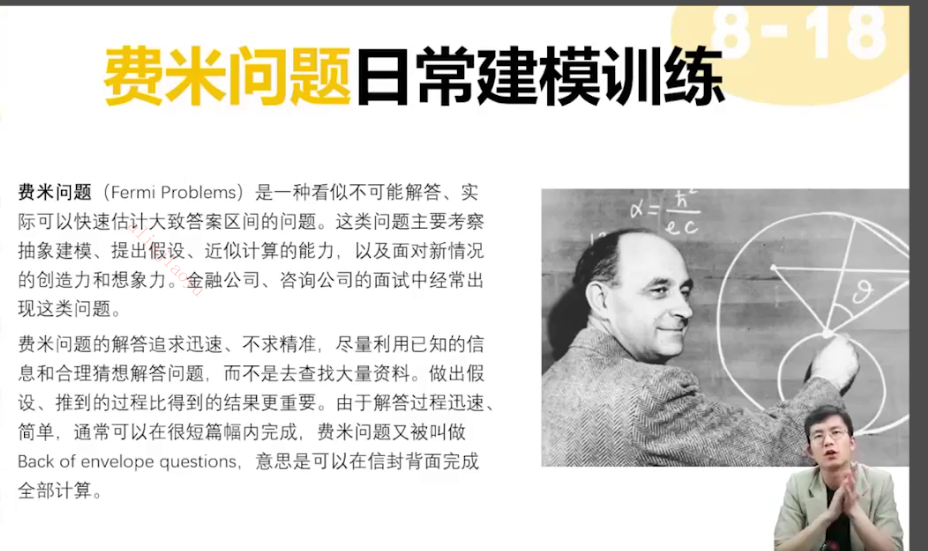 8-18
费米问题日常建模训练
费米问题（Fermi Problems）是一种看似不可能解答、实
际可以快速估计大致答案区间的问题。这类问题主要考察
抽象建模、提出假设、近似计算的能力，以及面对新情况
的创造力和想象力。金融公司、咨询公司的面试中经常出
现这类问题。
费米问题的解答追求迅速、不求精准，尽量利用已知的信
息和合理猜想解答问题，而不是去查找大量资料。做出假
设、推到的过程比得到的结果更重要。由于解答过程迅速、
简单，通常可以在很短篇幅内完成，费米问题又被叫做
Back of envelope questions，意思是可以在信封背面完成
全部计算。
α=ħ²/ec
ϑ